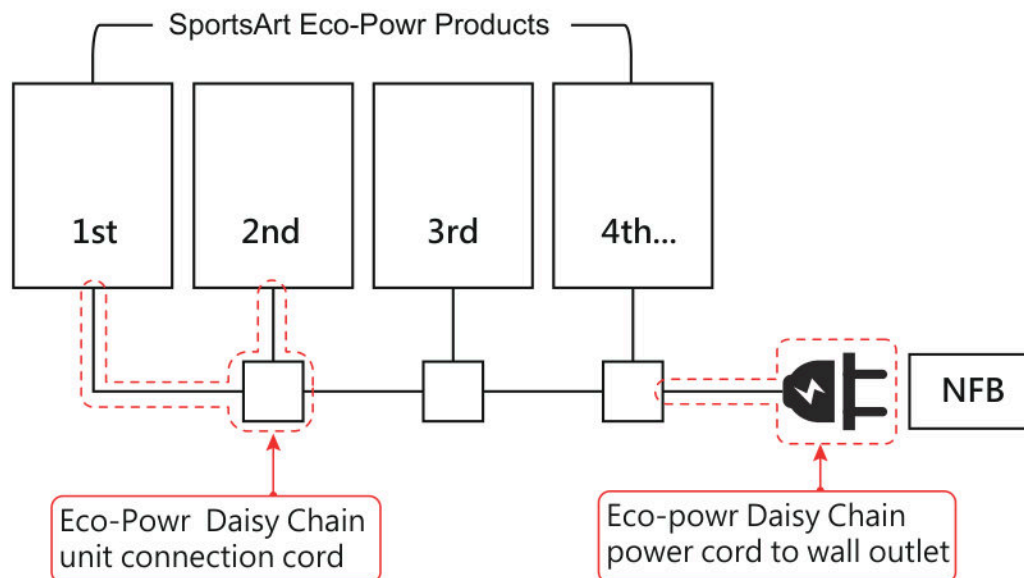 SportsArt Eco-Powr Products
1st
2nd
3rd
4th...
NFB
Eco-Powr Daisy Chain
unit connection cord
Eco-powr Daisy Chain
power cord to wall outlet